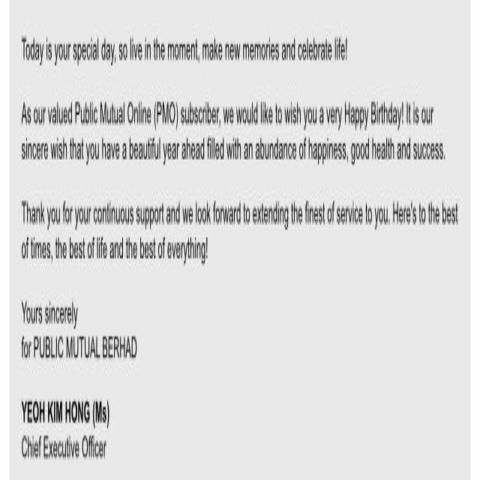 Today is your special day, so live in the moment, make new memories and celebrate life!
As our valued Public Mutual Online (PMO) subscriber, we would like to wish you a very Happy Birthday! It is our
sincere wish that you have a beautiful year ahead filled with an abundance of happiness, good health and success.
Thank you for your continuous support and we look forward to extending the finest of service to you. Here's to the best
of times, the best of life and the best of everything!
Yours sincerely
for PUBLIC MUTUAL BERHAD
YEOH KIM HONG (Ms)
Chief Executive Officer